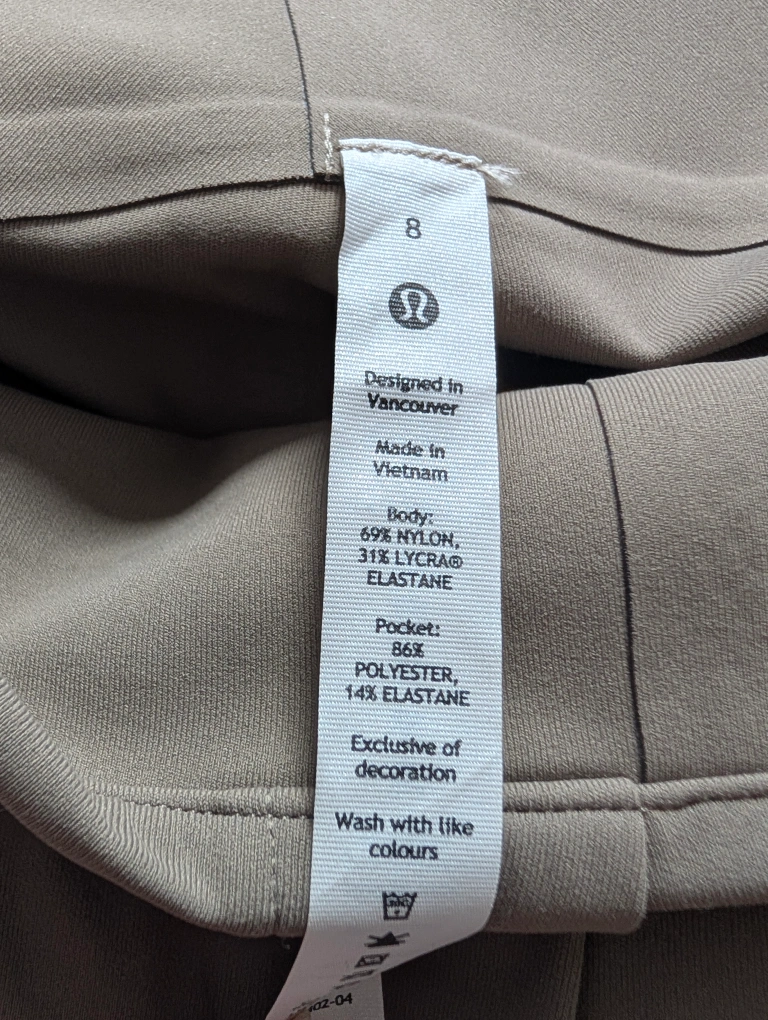 8
Designed in
Vancouver
Made in
Vietnam
Body:
69% NYLON,
31% LYCRA®
ELASTANE
Pocket:
86%
POLYESTER,
14% ELASTANE
Exclusive of
decoration
Wash with like
colours